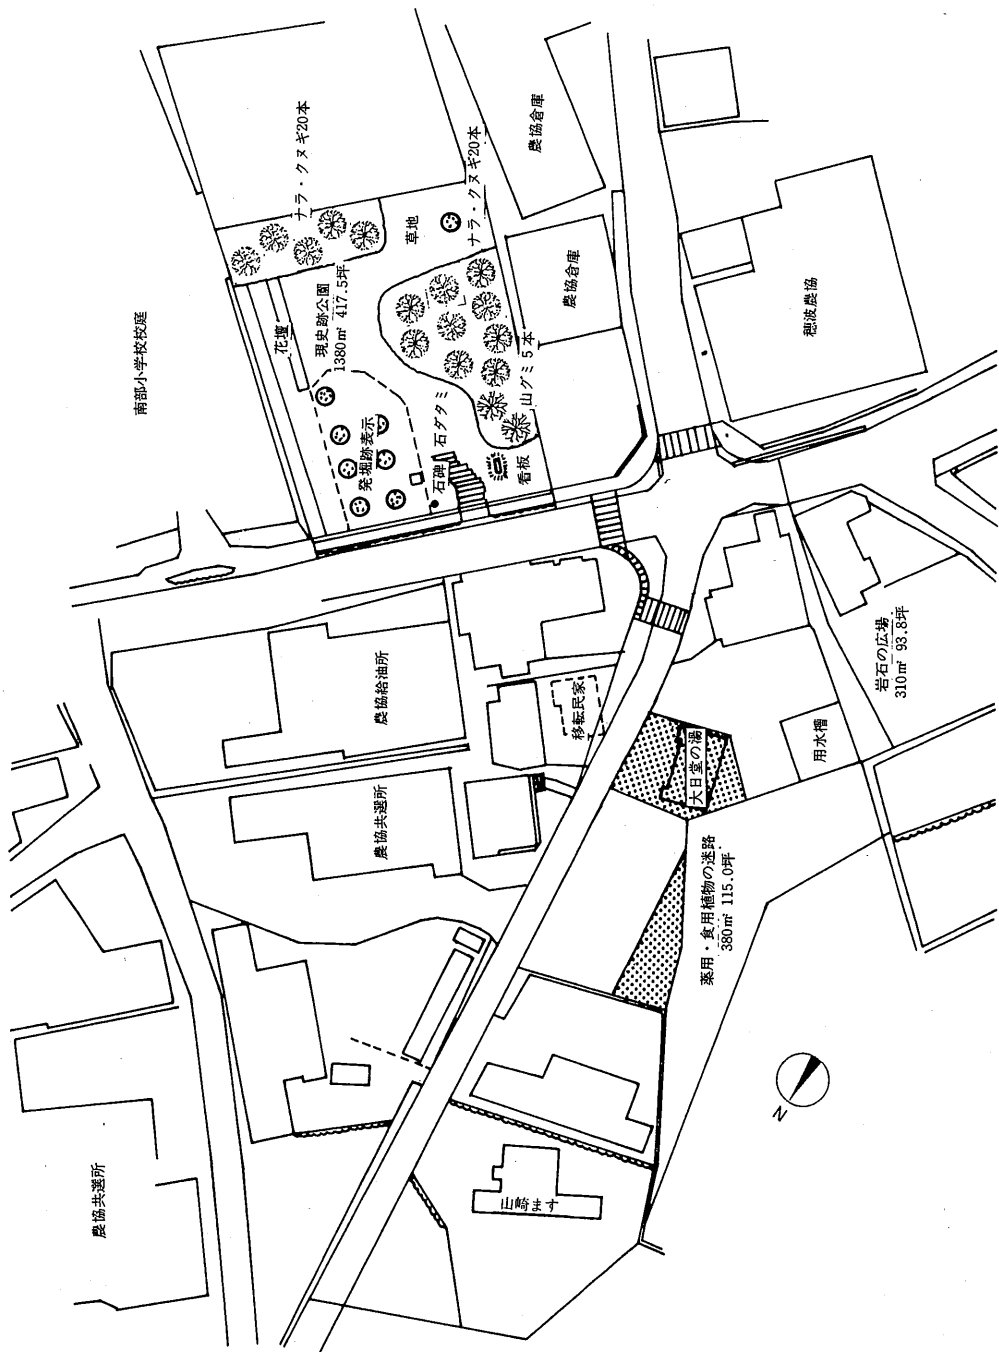 南部小学校校庭
ナラ・クヌギ20本
草地
ナラ・クヌギ20本
農協倉庫
農協倉庫
現史跡公園
1380㎡ 417.5坪
花壇
発堀跡表示
石碑
石ダタミ
山グミ5本
看板
穂波農協
農協給油所
農協共選所
移転民家
大日堂の湯
用水槽
岩石の広場
310㎡ 93.8坪
薬用・食用植物の迷路
380㎡ 115.0坪
農協共選所
山崎ます
N